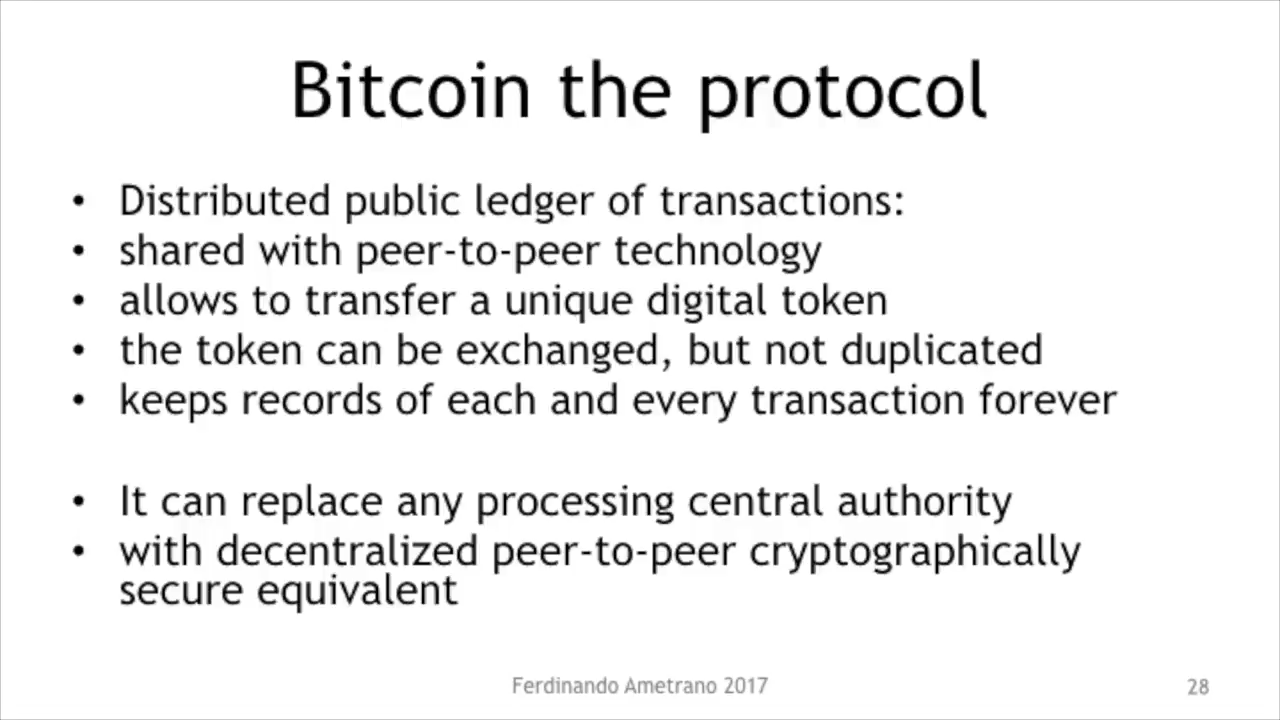 Bitcoin the protocol
• Distributed public ledger of transactions:
• shared with peer-to-peer technology
• allows to transfer a unique digital token
• the token can be exchanged, but not duplicated
• keeps records of each and every transaction forever
• It can replace any processing central authority
• with decentralized peer-to-peer cryptographically
secure equivalent
Ferdinando Ametrano 2017
28